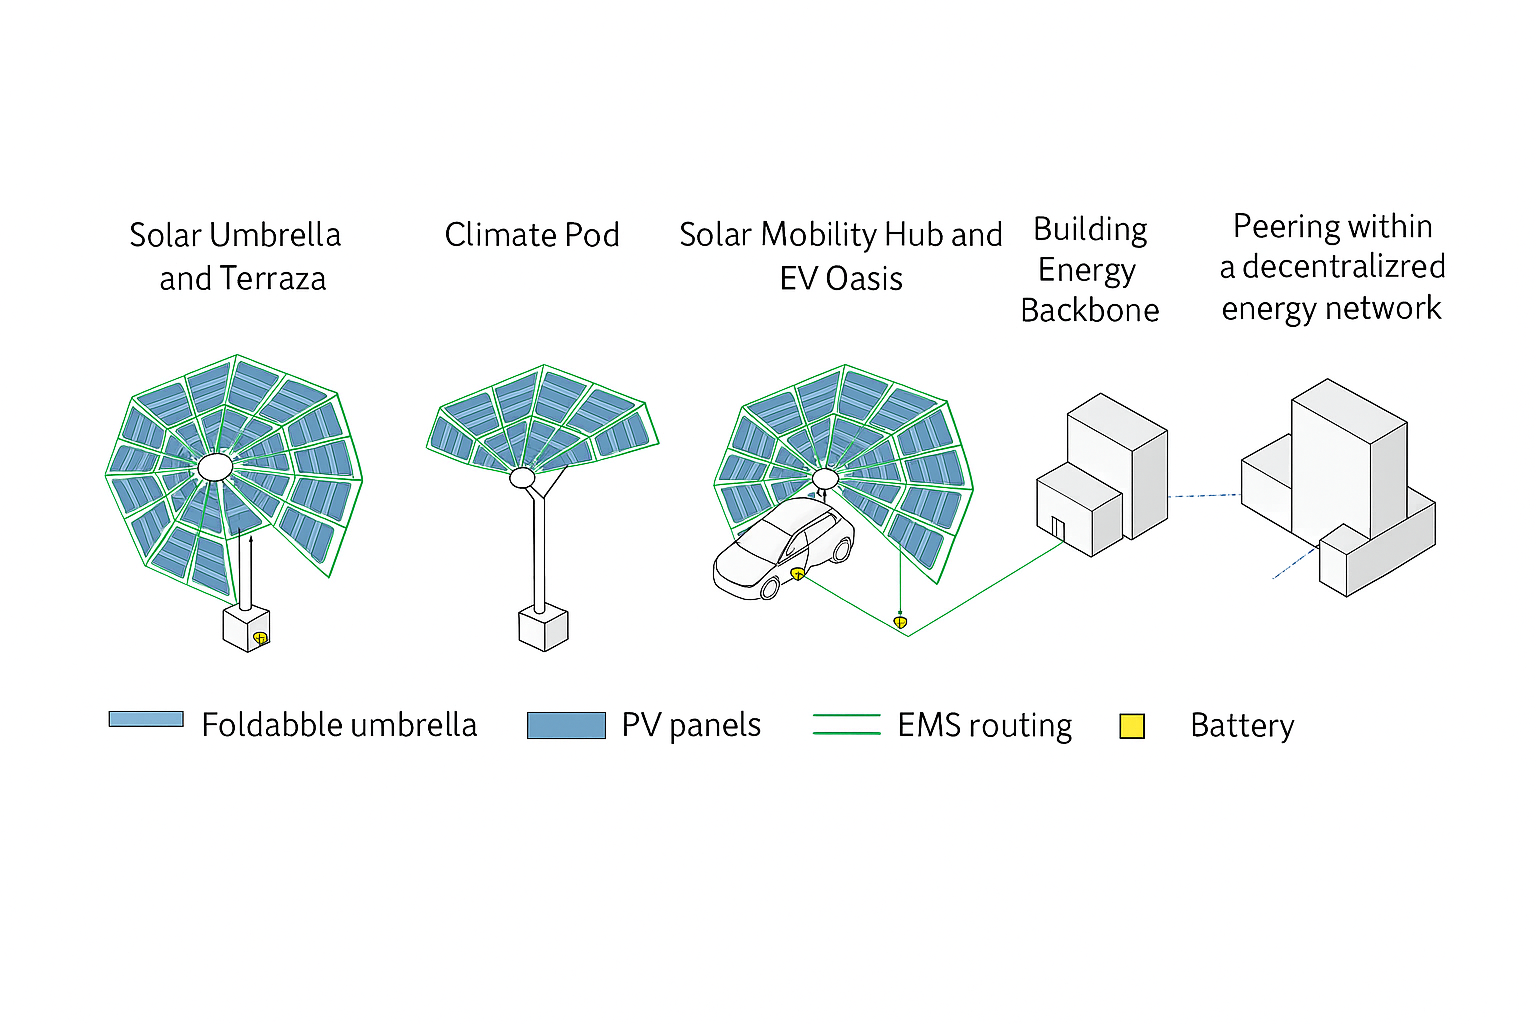 Solar Umbrella
and Terraza
Climate Pod
Solar Mobility Hub and
EV Oasis
Building
Energy
Backbone
Peering within
a decentralizred
energy network
Foldabble umbrella
PV panels
EMS routing
Battery